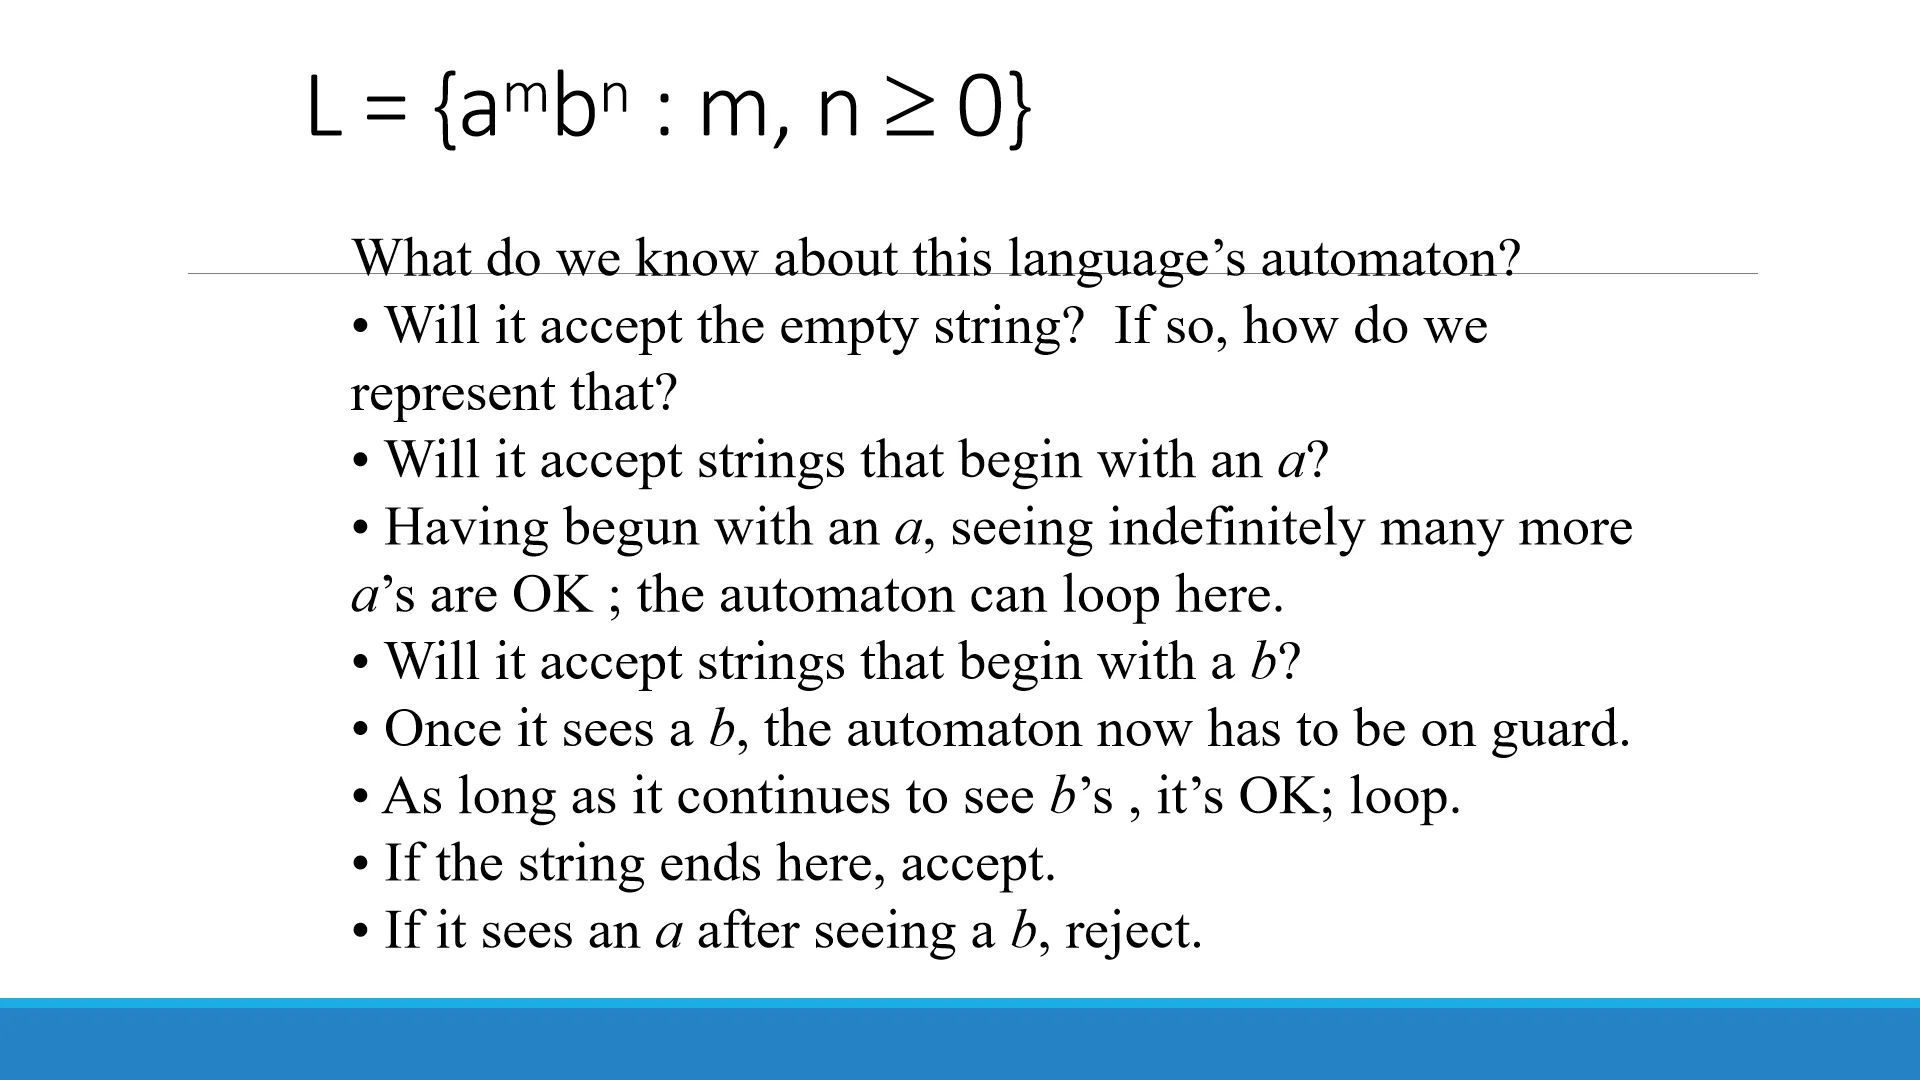 L = {aᵐbⁿ : m, n ≥ 0}
What do we know about this language’s automaton?
• Will it accept the empty string?  If so, how do we
represent that?
• Will it accept strings that begin with an a?
• Having begun with an a, seeing indefinitely many more
a’s are OK ; the automaton can loop here.
• Will it accept strings that begin with a b?
• Once it sees a b, the automaton now has to be on guard.
• As long as it continues to see b’s , it’s OK; loop.
• If the string ends here, accept.
• If it sees an a after seeing a b, reject.